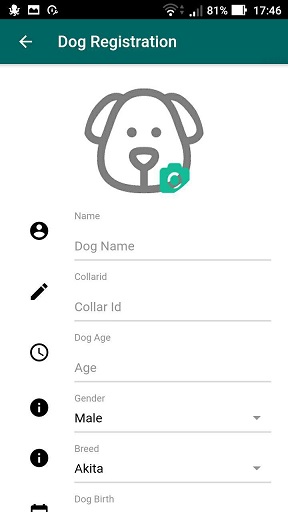 81% 17:46
Dog Registration
Name
Dog Name
Collarid
Collar Id
Dog Age
Age
Gender
Male
Breed
Akita
Dog Birth